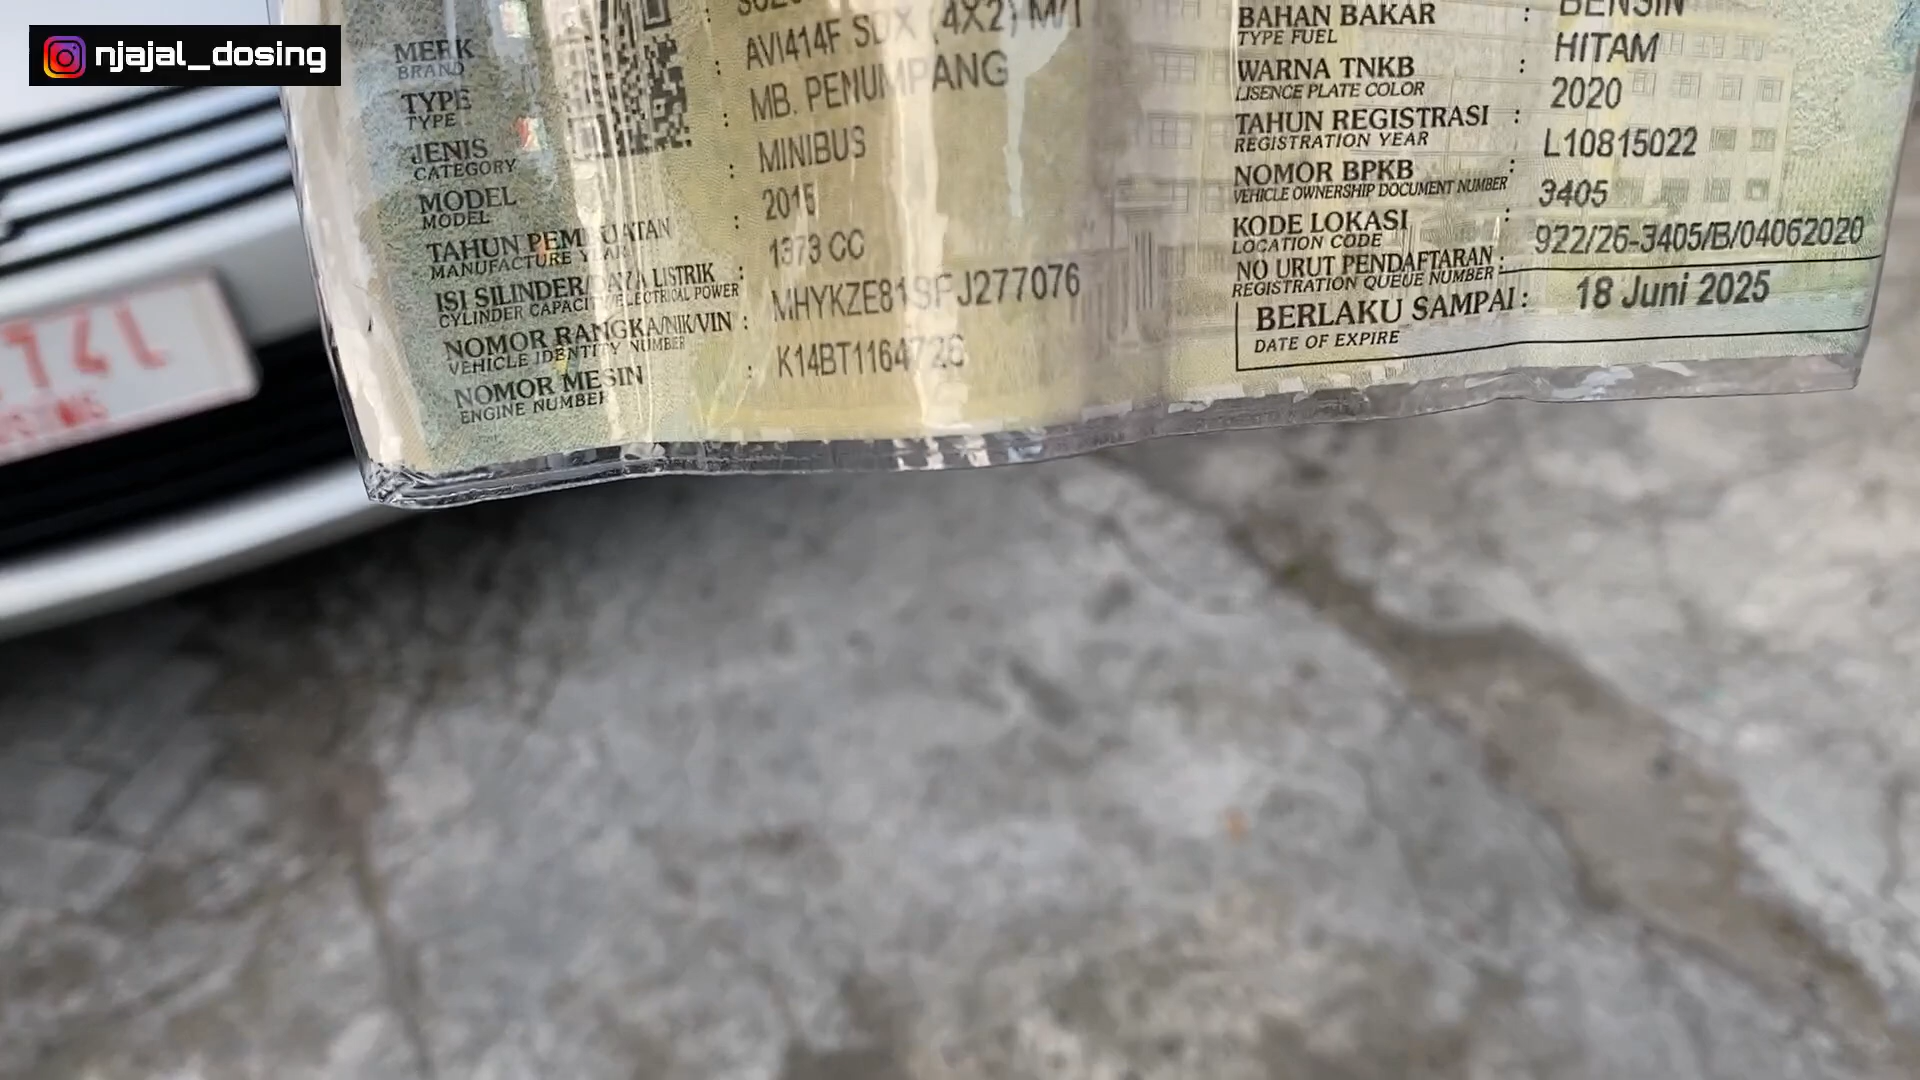 njajal_dosing
MERK
BRAND
TYPE : AVI414F SDX (4X2) M/T
TYPE
JENIS : MB. PENUMPANG
CATEGORY
MODEL : MINIBUS
MODEL
TAHUN PEMBUATAN : 2015
MANUFACTURE YEAR
ISI SILINDER/DAYA LISTRIK : 1373 CC
CYLINDER CAPACITY/ELECTRICAL POWER
NOMOR RANGKA/NIK/VIN : MHYKZE81SFJ277076
VEHICLE IDENTITY NUMBER
NOMOR MESIN : K14BT1164726
ENGINE NUMBER
BAHAN BAKAR : BENSIN
TYPE FUEL
WARNA TNKB : HITAM
LISENCE PLATE COLOR
TAHUN REGISTRASI : 2020
REGISTRATION YEAR
NOMOR BPKB : L10815022
VEHICLE OWNERSHIP DOCUMENT NUMBER
KODE LOKASI : 3405
LOCATION CODE
NO URUT PENDAFTARAN : 922/26-3405/B/04062020
REGISTRATION QUEUE NUMBER
BERLAKU SAMPAI : 18 Juni 2025
DATE OF EXPIRE